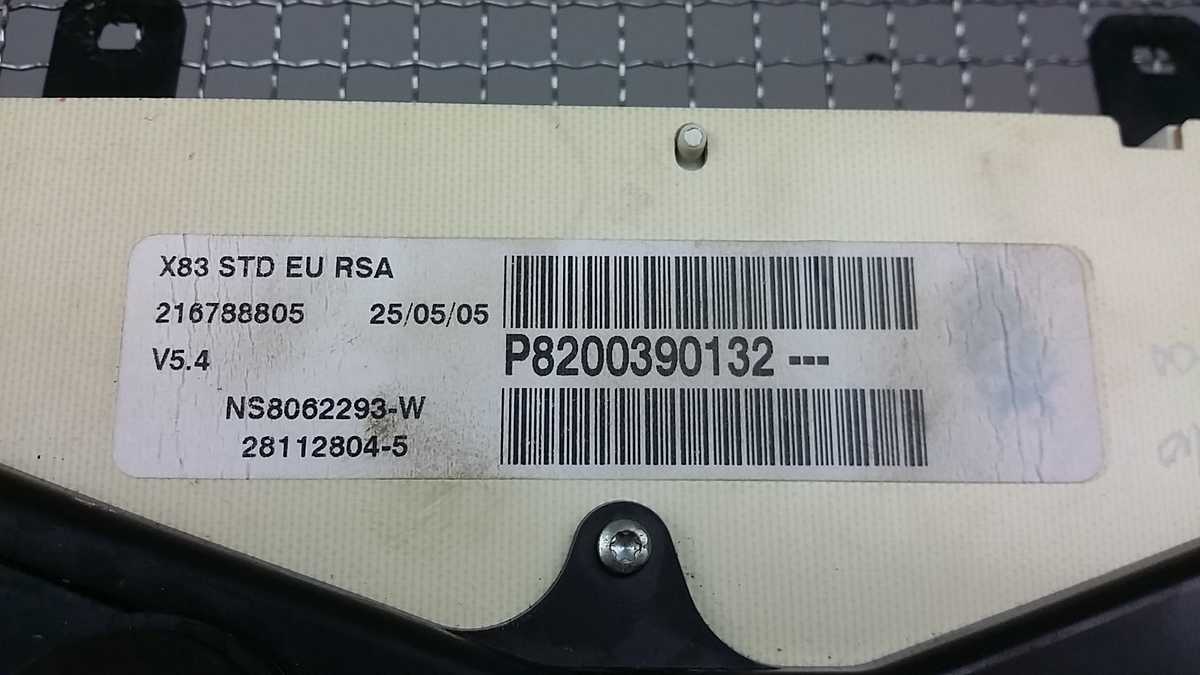 X83 STD EU RSA
216788805 25/05/05
V5.4
P8200390132 ---
NS8062293-W
28112804-5